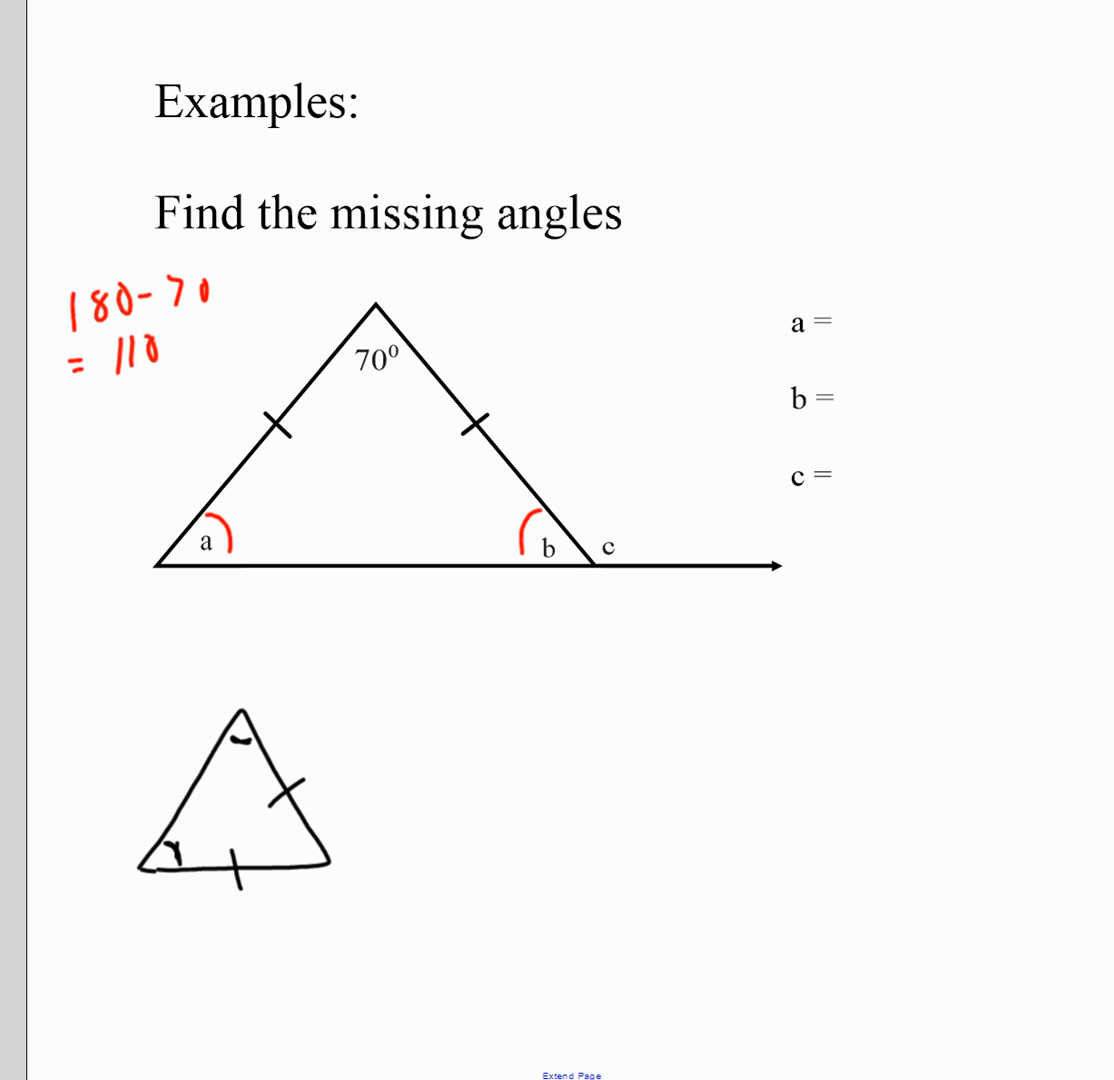 Examples:
Find the missing angles
180-70
= 110
70⁰
a =
b =
c =
a
b
c
Extend Page